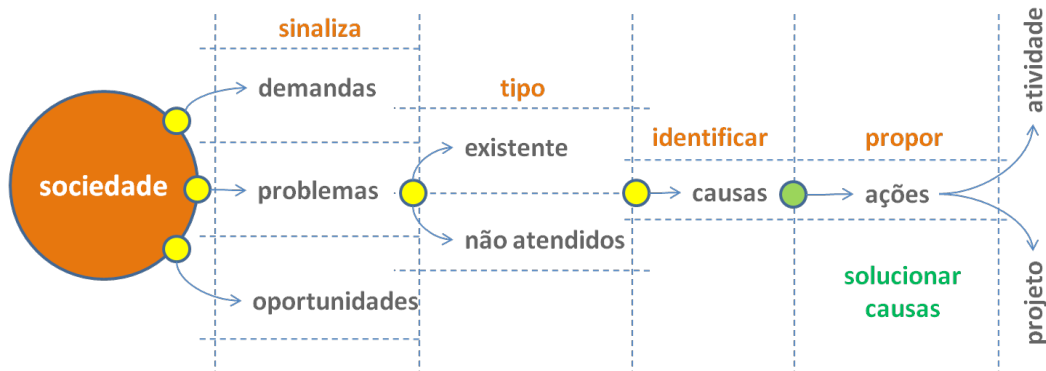 sinaliza
demandas
tipo
atividade
existente
identificar
propor
sociedade
problemas
causas
ações
não atendidos
oportunidades
solucionar
causas
projeto